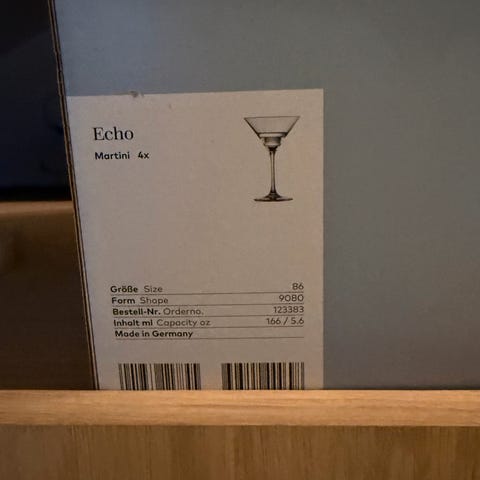 Echo
Martini 4x
Größe Size 86
Form Shape 9080
Bestell-Nr. Orderno. 123383
Inhalt ml Capacity oz 166 / 5.6
Made in Germany